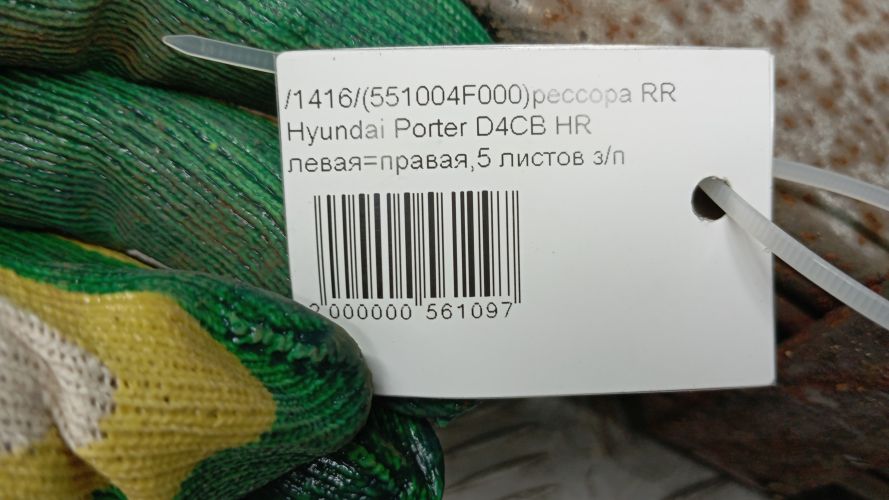 /1416/(551004F000)рессора RR
Hyundai Porter D4CB HR
левая=правая,5 листов з/п
2 000000 561097